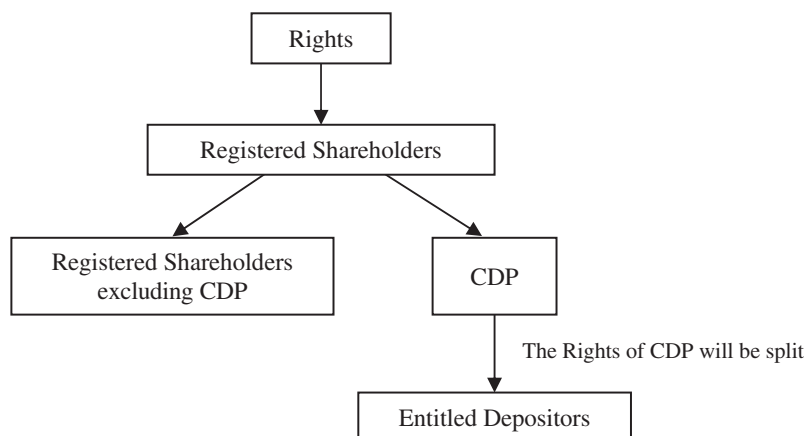 Rights
Registered Shareholders
Registered Shareholders
excluding CDP
CDP
The Rights of CDP will be split
Entitled Depositors